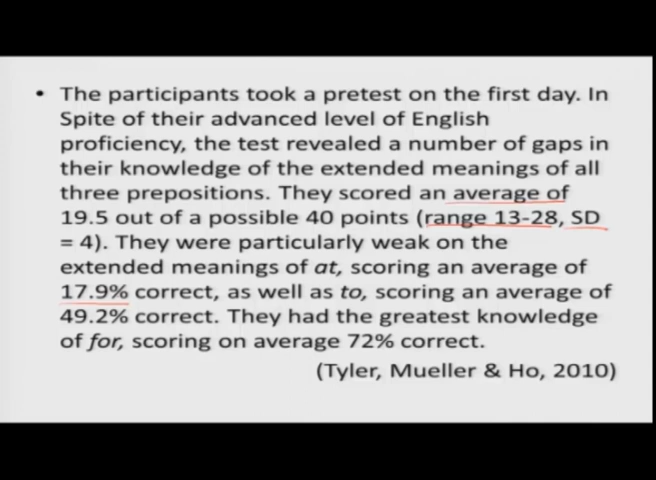 • The participants took a pretest on the first day. In
Spite of their advanced level of English
proficiency, the test revealed a number of gaps in
their knowledge of the extended meanings of all
three prepositions. They scored an average of
19.5 out of a possible 40 points (range 13-28, SD
= 4). They were particularly weak on the
extended meanings of at, scoring an average of
17.9% correct, as well as to, scoring an average of
49.2% correct. They had the greatest knowledge
of for, scoring on average 72% correct.
(Tyler, Mueller & Ho, 2010)